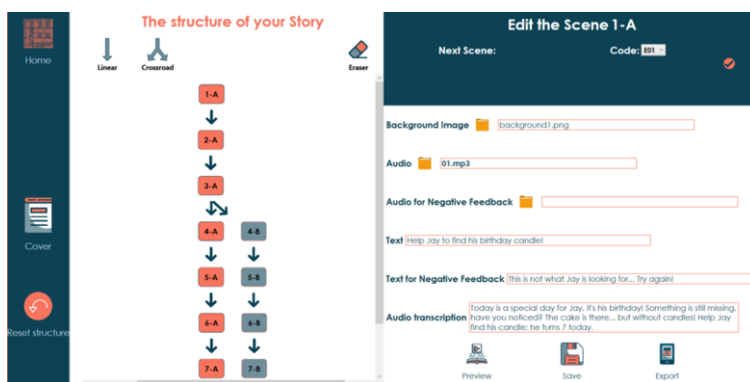 The structure of your Story
Home
Linear
Crossroad
Eraser
1-A
2-A
3-A
4-A 4-B
5-A 5-B
6-A 6-B
7-A 7-B
Cover
Reset structure
Edit the Scene 1-A
Next Scene:
Code: E01
Background Image background1.png
Audio 01.mp3
Audio for Negative Feedback
Text Help Jay to find his birthday candle!
Text for Negative Feedback This is not what Jay is looking for... Try again!
Audio transcription
Today is a special day for Jay, it's his birthday! Something is still missing,
have you noticed? The cake is there... but without candles! Help Jay
find his candle: he turns 7 today.
Preview
Save
Export